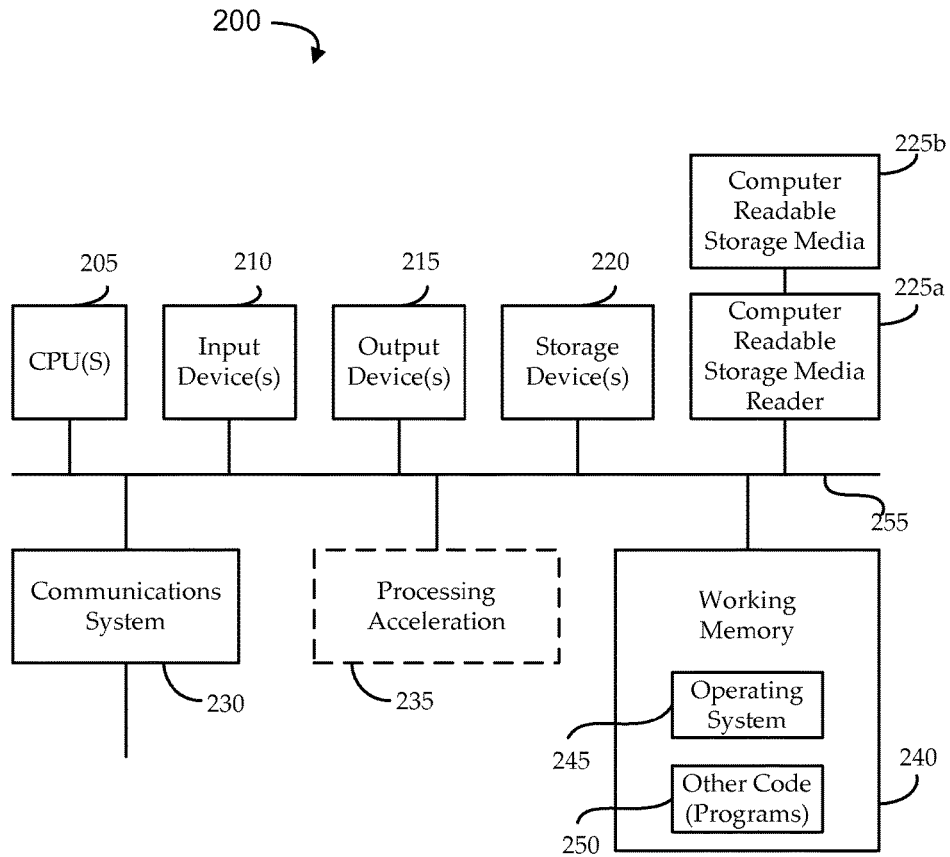 200
225b
Computer
Readable
Storage Media
205
210
215
220
225a
CPU(S)
Input
Device(s)
Output
Device(s)
Storage
Device(s)
Computer
Readable
Storage Media
Reader
255
Communications
System
230
Processing
Acceleration
235
Working
Memory
Operating
System
245
240
Other Code
(Programs)
250